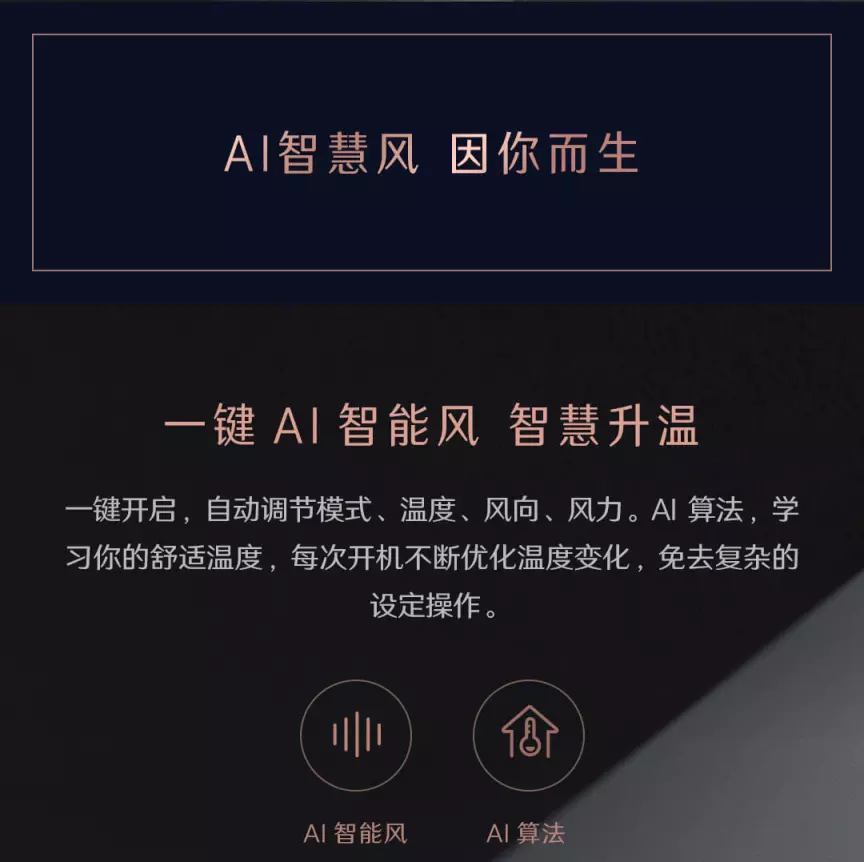 AI智慧风 因你而生
一键 AI 智能风 智慧升温
一键开启，自动调节模式、温度、风向、风力。AI 算法，学
习你的舒适温度，每次开机不断优化温度变化，免去复杂的
设定操作。
AI 智能风
AI 算法